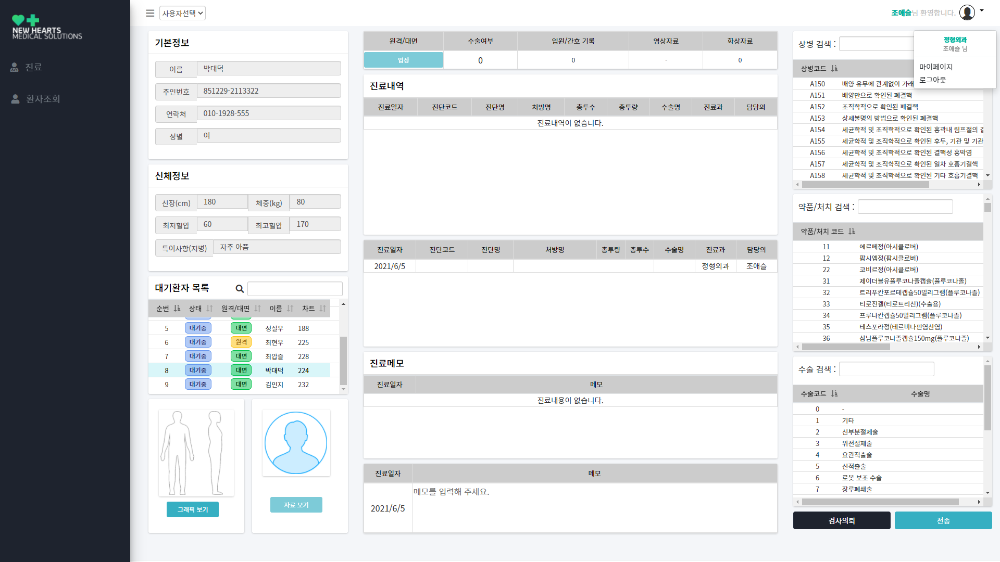 NEW HEARTS
MEDICAL SOLUTIONS
진료
환자조회
사용자선택
조애슬님 환영합니다.
정형외과
조애슬 님
마이페이지
로그아웃
기본정보
이름 박대덕
주민번호 851229-2113322
연락처 010-1928-555
성별 여
신체정보
신장(cm) 180 체중(kg) 80
최저혈압 60 최고혈압 170
특이사항(지병) 자주 아픔
대기환자 목록
순번 상태 원격/대면 이름 차트
5 대기중 대면 성실우 188
6 대기중 원격 최현우 225
7 대기중 대면 최압즐 228
8 대기중 대면 박대덕 224
9 대기중 대면 김민지 232
그래픽 보기
자료 보기
원격/대면 수술여부 입원/간호 기록 영상자료 화상자료
입장 0 0 - 0
진료내역
진료일자 진단코드 진단명 처방명 총투수 총투량 수술명 진료과 담당의
진료내역이 없습니다.
진료일자 진단코드 진단명 처방명 총투량 총투수 수술명 진료과 담당의
2021/6/5 정형외과 조애슬
진료메모
진료일자 메모
진료내용이 없습니다.
진료일자 메모
2021/6/5 메모를 입력해 주세요.
상병 검색 :
상병코드
A150 배양 유무에 관계없이 가래
A151 배양만으로 확인된 폐결핵
A152 조직학적으로 확인된 폐결핵
A153 상세불명의 방법으로 확인된 폐결핵
A154 세균학적 및 조직학적으로 확인된 흉곽내 림프절의 결
A155 세균학적 및 조직학적으로 확인된 후두, 기관 및 기관
A156 세균학적 및 조직학적으로 확인된 결핵성 흉막염
A157 세균학적 및 조직학적으로 확인된 일차 호흡기결핵
A158 세균학적 및 조직학적으로 확인된 기타 호흡기결핵
약품/처치 검색 :
약품/처치 코드
11 에르페정(아시클로버)
12 팜시엠정(팜시클로버)
22 코비르정(아시클로버)
31 제이더블유플루코나졸캡슐(플루코나졸)
32 트리푸칸포르테캡슐50밀리그램(플루코나졸)
33 티로진겔(티로트리신)(수출용)
34 프루나칸캡슐50밀리그램(플루코나졸)
35 테스포라정(테르비나핀염산염)
36 삼남플루코나졸캡슐150mg(플루코나졸)
수술 검색 :
수술코드 수술명
0 -
1 기타
2 신부분절제술
3 위전절제술
4 요관적출술
5 신적출술
6 로봇 보조 수술
7 장루폐쇄술
검사의뢰 전송